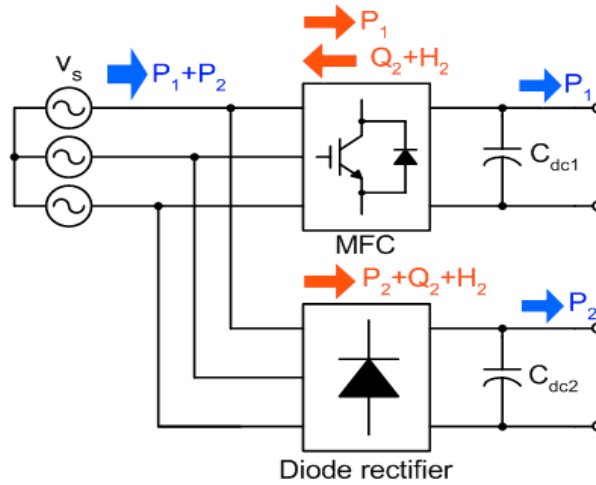 P1
Q2+H2
vs
P1+P2
P1
Cdc1
MFC
P2+Q2+H2
P2
Cdc2
Diode rectifier